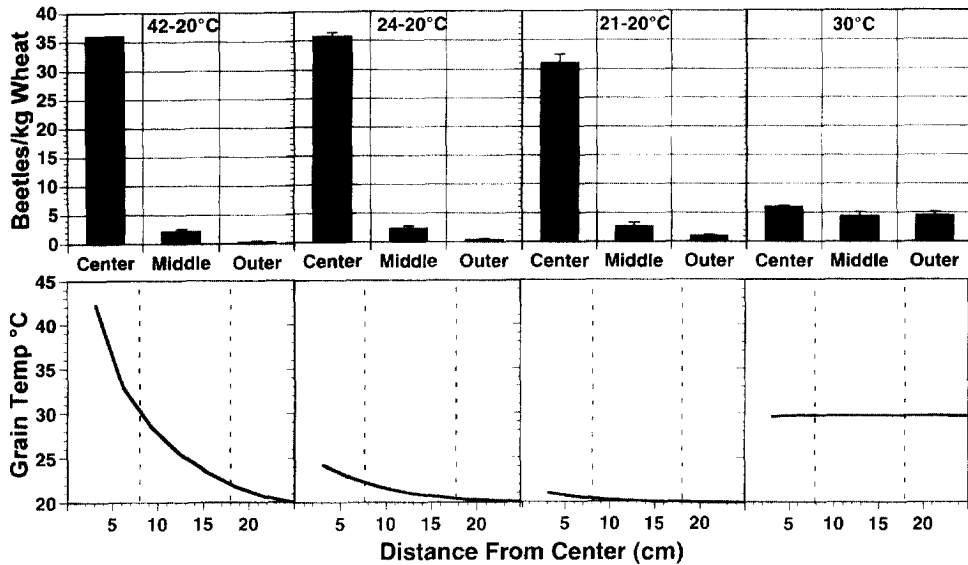 Beetles/kg Wheat
40
35
30
25
20
15
10
5
0
42-20°C
24-20°C
21-20°C
30°C
Center Middle Outer
Center Middle Outer
Center Middle Outer
Center Middle Outer
Grain Temp °C
45
40
35
30
25
20
5 10 15 20
5 10 15 20
5 10 15 20
5 10 15 20
Distance From Center (cm)